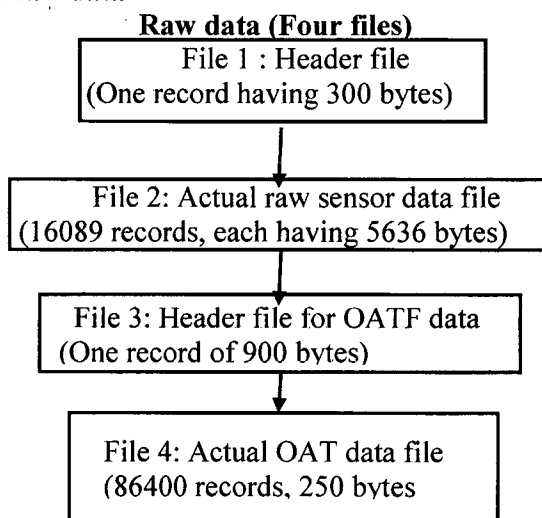 Raw data (Four files)
File 1 : Header file
(One record having 300 bytes)
File 2: Actual raw sensor data file
(16089 records, each having 5636 bytes)
File 3: Header file for OATF data
(One record of 900 bytes)
File 4: Actual OAT data file
(86400 records, 250 bytes